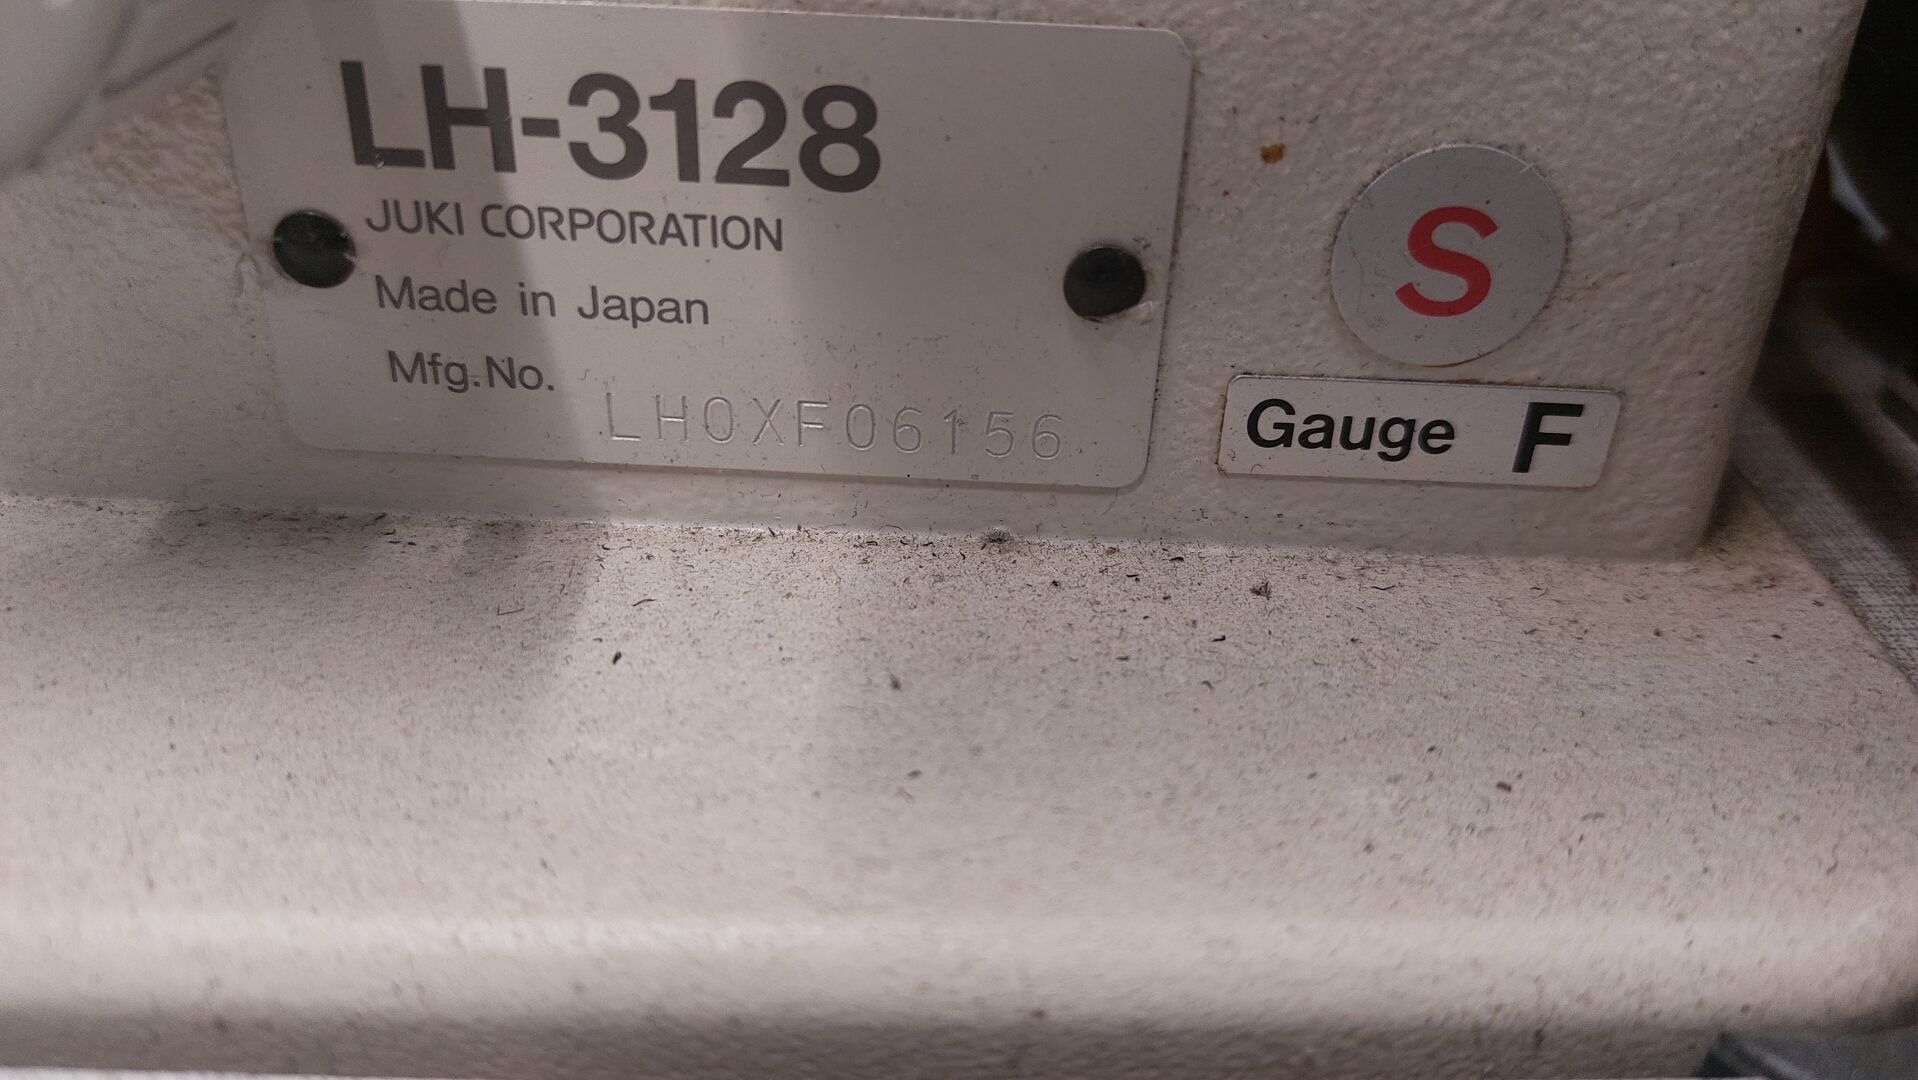 LH-3128
JUKI CORPORATION
Made in Japan
Mfg.No.
LH0XF06156
S
Gauge F